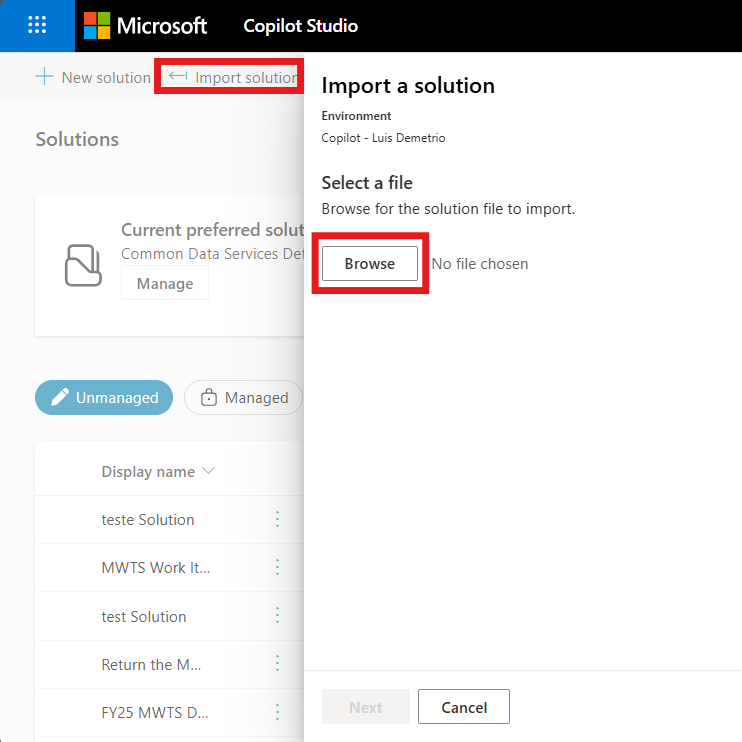 Microsoft Copilot Studio
New solution Import solution
Solutions
Current preferred solut
Common Data Services Def
Manage
Unmanaged Managed
Display name
teste Solution
MWTS Work It...
test Solution
Return the M...
FY25 MWTS D...
Import a solution
Environment
Copilot - Luis Demetrio
Select a file
Browse for the solution file to import.
Browse No file chosen
Next Cancel